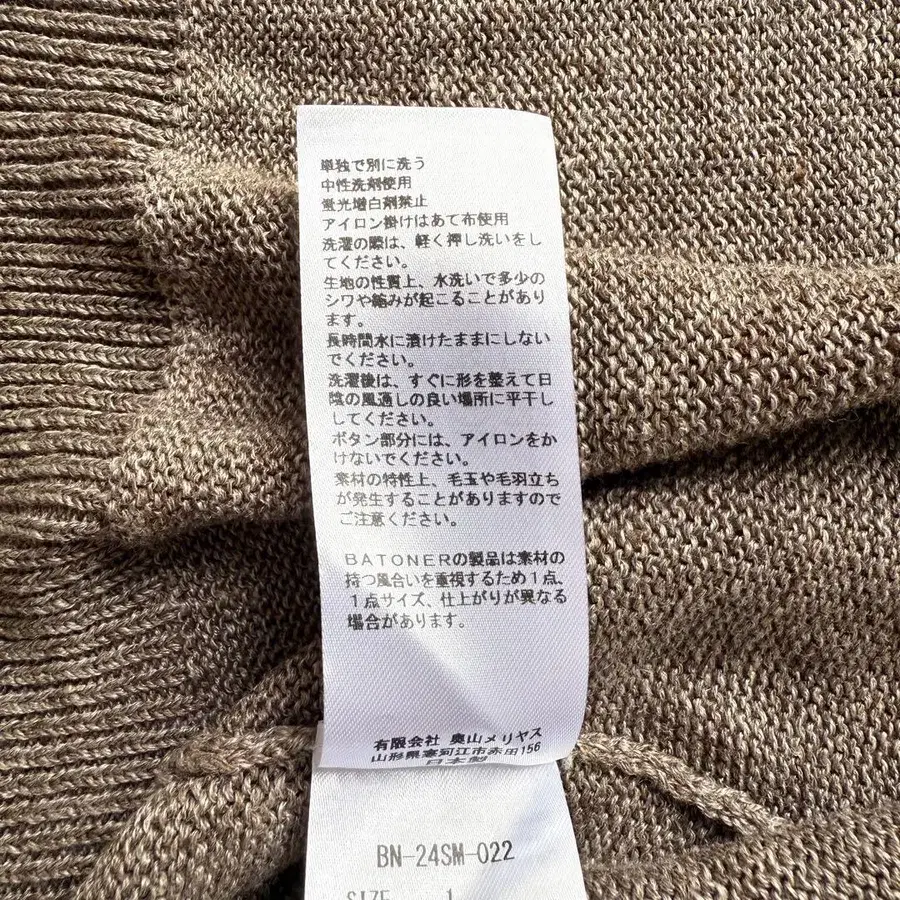 単独で別に洗う
中性洗剤使用
蛍光増白剤禁止
アイロン掛けはあて布使用
洗濯の際は、軽く押し洗いをし
てください。
生地の性質上、水洗いで多少の
シワや縮みが起こることがあり
ます。
長時間水に漬けたままにしない
でください。
洗濯後は、すぐに形を整えて日
陰の風通しの良い場所に平干し
してください。
ボタン部分には、アイロンをか
けないでください。
素材の特性上、毛玉や毛羽立ち
が発生することがありますので
ご注意ください。
BATONERの製品は素材の
持つ風合いを重視するため1点、
1点サイズ、仕上がりが異なる
場合があります。
有限会社 奥山メリヤス
山形県寒河江市赤田156
日本製
BN-24SM-022
SIZE 1